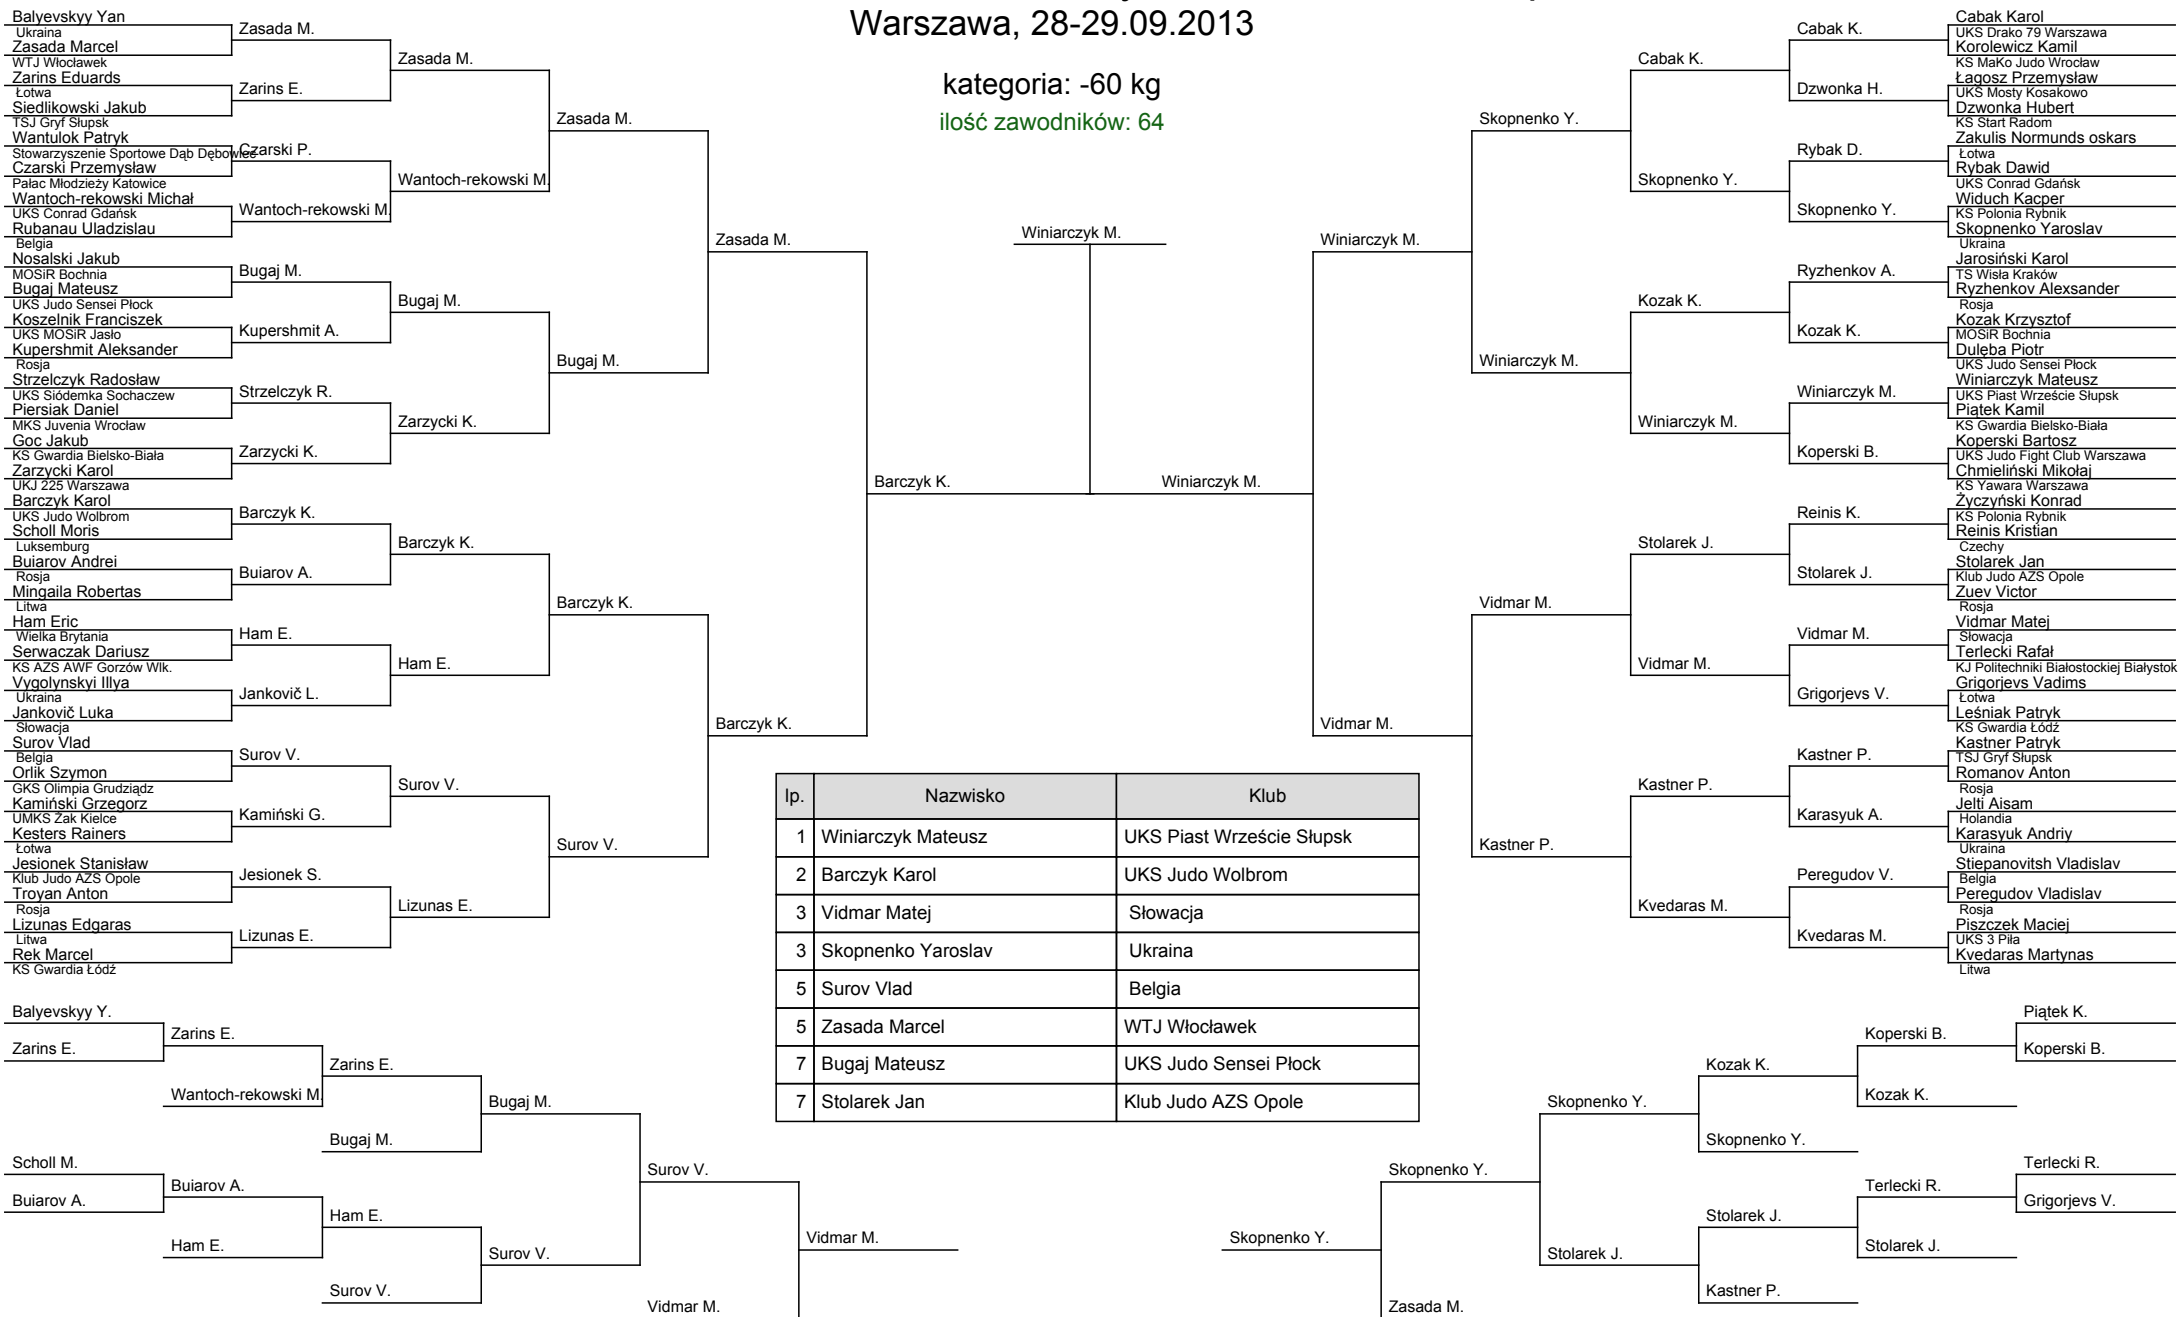 Warszawa, 28-29.09.2013
kategoria: -60 kg
ilość zawodników: 64
Balyevskyy Yan
Ukraina
Zasada Marcel
WTJ Włocławek
Zarins Eduards
Łotwa
Siedlikowski Jakub
TSJ Gryf Słupsk
Wantulok Patryk
Stowarzyszenie Sportowe Dąb Dębowiec
Czarski Przemysław
Pałac Młodzieży Katowice
Wantoch-rekowski Michał
UKS Conrad Gdańsk
Rubanau Uladzislau
Belgia
Nosalski Jakub
MOSiR Bochnia
Bugaj Mateusz
UKS Judo Sensei Płock
Koszelnik Franciszek
UKS MOSiR Jasło
Kupershmit Aleksander
Rosja
Strzelczyk Radosław
UKS Siódemka Sochaczew
Piersiak Daniel
MKS Juvenia Wrocław
Goc Jakub
KS Gwardia Bielsko-Biała
Zarzycki Karol
UKJ 225 Warszawa
Barczyk Karol
UKS Judo Wolbrom
Scholl Moris
Luksemburg
Buiarov Andrei
Rosja
Mingaila Robertas
Litwa
Ham Eric
Wielka Brytania
Serwaczak Dariusz
KS AZS AWF Gorzów Wlk.
Vygolynskyi Illya
Ukraina
Jankovič Luka
Słowacja
Surov Vlad
Belgia
Orlik Szymon
GKS Olimpia Grudziądz
Kamiński Grzegorz
UMKS Żak Kielce
Kesters Rainers
Łotwa
Jesionek Stanisław
Klub Judo AZS Opole
Troyan Anton
Rosja
Lizunas Edgaras
Litwa
Rek Marcel
KS Gwardia Łódź
Zasada M.
Zarins E.
Czarski P.
Wantoch-rekowski M.
Bugaj M.
Kupershmit A.
Strzelczyk R.
Zarzycki K.
Barczyk K.
Buiarov A.
Ham E.
Jankovič L.
Surov V.
Kamiński G.
Jesionek S.
Lizunas E.
Zasada M.
Wantoch-rekowski M.
Bugaj M.
Zarzycki K.
Barczyk K.
Ham E.
Surov V.
Lizunas E.
Zasada M.
Bugaj M.
Barczyk K.
Surov V.
Zasada M.
Barczyk K.
Barczyk K.
Winiarczyk M.
Winiarczyk M.
Winiarczyk M.
Vidmar M.
Skopnenko Y.
Winiarczyk M.
Vidmar M.
Kastner P.
Cabak K.
Skopnenko Y.
Kozak K.
Winiarczyk M.
Stolarek J.
Vidmar M.
Kastner P.
Kvedaras M.
Cabak K.
Dzwonka H.
Rybak D.
Skopnenko Y.
Ryzhenkov A.
Kozak K.
Winiarczyk M.
Koperski B.
Reinis K.
Stolarek J.
Vidmar M.
Grigorjevs V.
Kastner P.
Karasyuk A.
Peregudov V.
Kvedaras M.
Cabak Karol
UKS Drako 79 Warszawa
Korolewicz Kamil
KS MaKo Judo Wrocław
Łagosz Przemysław
UKS Mosty Kosakowo
Dzwonka Hubert
KS Start Radom
Zakulis Normunds oskars
Łotwa
Rybak Dawid
UKS Conrad Gdańsk
Widuch Kacper
KS Polonia Rybnik
Skopnenko Yaroslav
Ukraina
Jarosiński Karol
TS Wisła Kraków
Ryzhenkov Alexsander
Rosja
Kozak Krzysztof
MOSiR Bochnia
Dulęba Piotr
UKS Judo Sensei Płock
Winiarczyk Mateusz
UKS Piast Wrzeście Słupsk
Piątek Kamil
KS Gwardia Bielsko-Biała
Koperski Bartosz
UKS Judo Fight Club Warszawa
Chmieliński Mikołaj
KS Yawara Warszawa
Życzyński Konrad
KS Polonia Rybnik
Reinis Kristian
Czechy
Stolarek Jan
Klub Judo AZS Opole
Zuev Victor
Rosja
Vidmar Matej
Słowacja
Terlecki Rafał
KJ Politechniki Białostockiej Białystok
Grigorjevs Vadims
Łotwa
Leśniak Patryk
KS Gwardia Łódź
Kastner Patryk
TSJ Gryf Słupsk
Romanov Anton
Rosja
Jelti Aisam
Holandia
Karasyuk Andriy
Ukraina
Stiepanovitsh Vladislav
Belgia
Peregudov Vladislav
Rosja
Piszczek Maciej
UKS 3 Piła
Kvedaras Martynas
Litwa
lp. Nazwisko Klub
1 Winiarczyk Mateusz UKS Piast Wrzeście Słupsk
2 Barczyk Karol UKS Judo Wolbrom
3 Vidmar Matej Słowacja
3 Skopnenko Yaroslav Ukraina
5 Surov Vlad Belgia
5 Zasada Marcel WTJ Włocławek
7 Bugaj Mateusz UKS Judo Sensei Płock
7 Stolarek Jan Klub Judo AZS Opole
Balyevskyy Y.
Zarins E.
Scholl M.
Buiarov A.
Zarins E.
Wantoch-rekowski M.
Buiarov A.
Ham E.
Zarins E.
Bugaj M.
Ham E.
Surov V.
Bugaj M.
Surov V.
Surov V.
Vidmar M.
Vidmar M.
Skopnenko Y.
Skopnenko Y.
Zasada M.
Skopnenko Y.
Stolarek J.
Kozak K.
Skopnenko Y.
Stolarek J.
Kastner P.
Koperski B.
Kozak K.
Terlecki R.
Stolarek J.
Piątek K.
Koperski B.
Terlecki R.
Grigorjevs V.